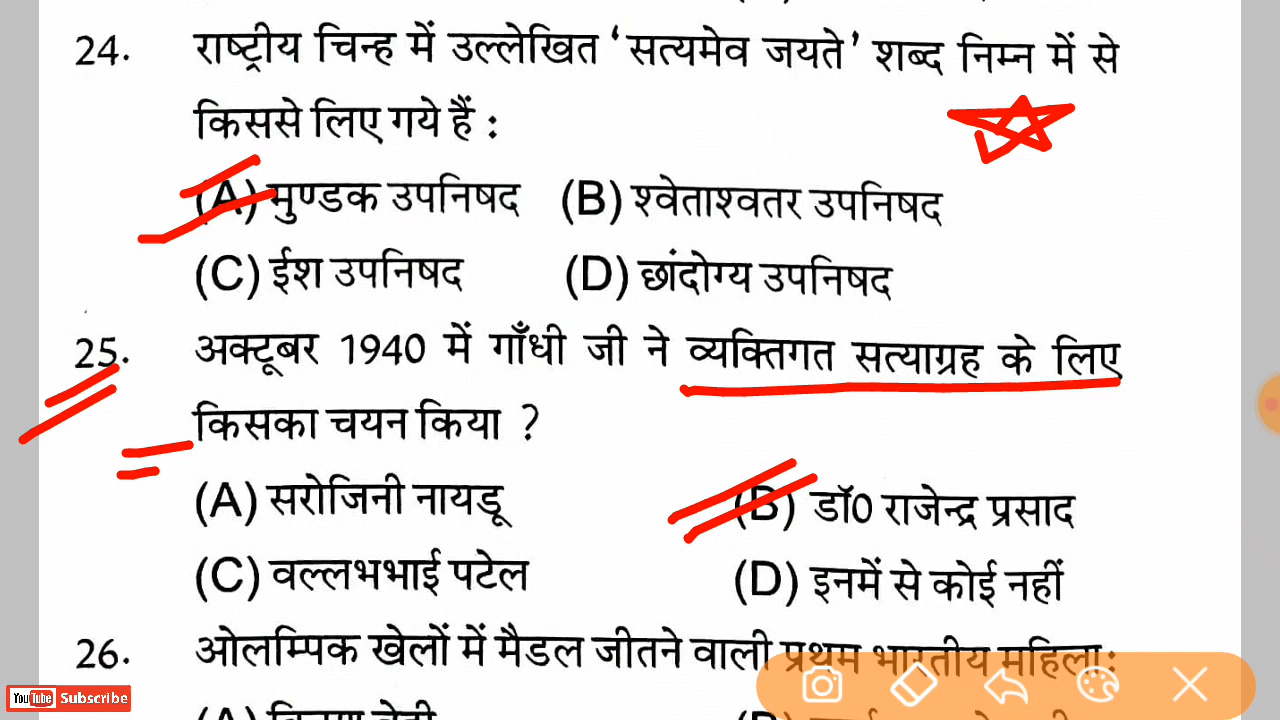 24. राष्ट्रीय चिन्ह में उल्लेखित 'सत्यमेव जयते' शब्द निम्न में से
किससे लिए गये हैं :
(A) मुण्डक उपनिषद (B) श्वेताश्वतर उपनिषद
(C) ईश उपनिषद (D) छांदोग्य उपनिषद
25. अक्टूबर 1940 में गाँधी जी ने व्यक्तिगत सत्याग्रह के लिए
किसका चयन किया ?
(A) सरोजिनी नायडू (B) डॉ0 राजेन्द्र प्रसाद
(C) वल्लभभाई पटेल (D) इनमें से कोई नहीं
26. ओलम्पिक खेलों में मैडल जीतने वाली प्रथम भारतीय महिला:
YouTube Subscribe